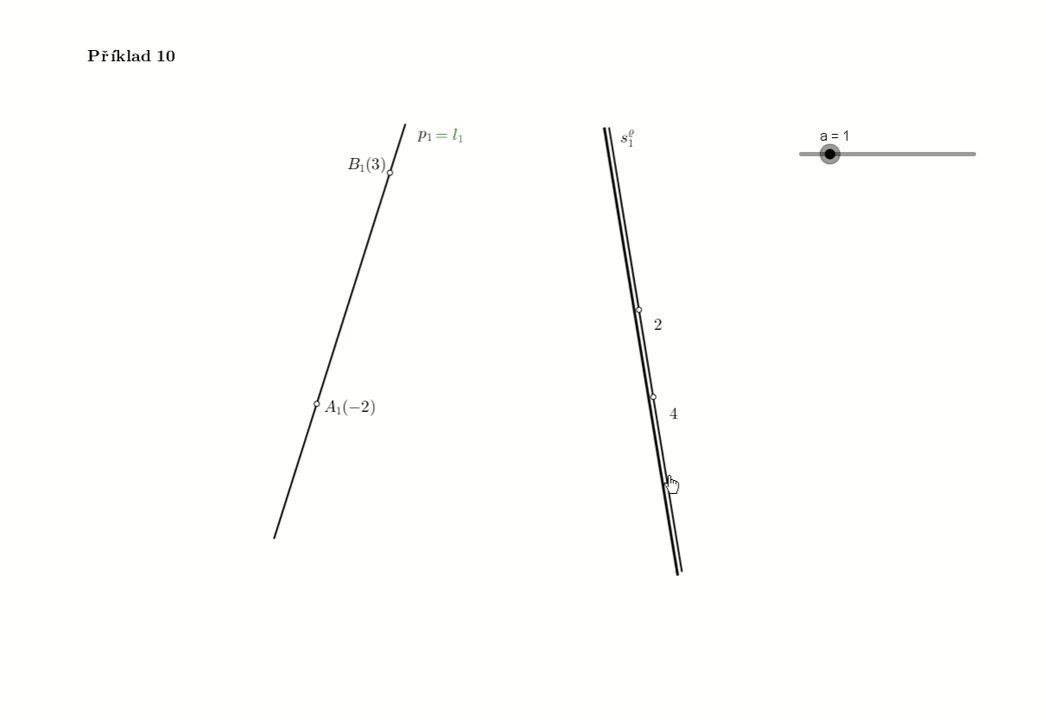 Příklad 10
p₁ = l₁
s₁^ρ
a = 1
B₁(3)
2
A₁(−2)
4